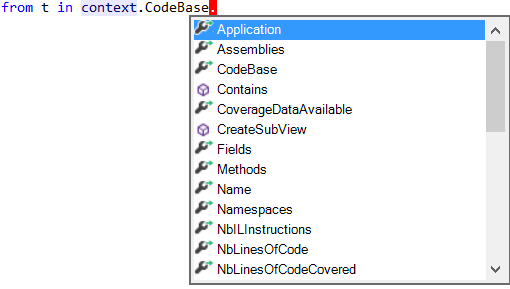 from t in context.CodeBase.
Application
Assemblies
CodeBase
Contains
CoverageDataAvailable
CreateSubView
Fields
Methods
Name
Namespaces
NbILInstructions
NbLinesOfCode
NbLinesOfCodeCovered